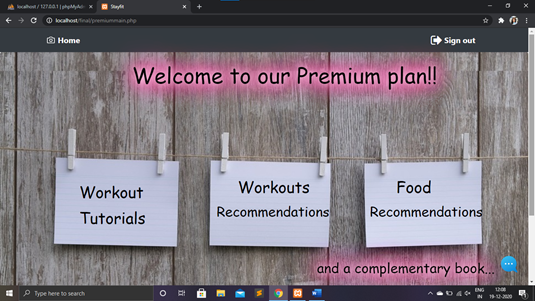 localhost / 127.0.0.1 | phpMyAd
Stayfit
localhost/final/premiummain.php
Home
Sign out
Welcome to our Premium plan!!
Workout
Tutorials
Workouts
Recommendations
Food
Recommendations
and a complementary book...
Type here to search
ENG
IN
12:08
19-12-2020